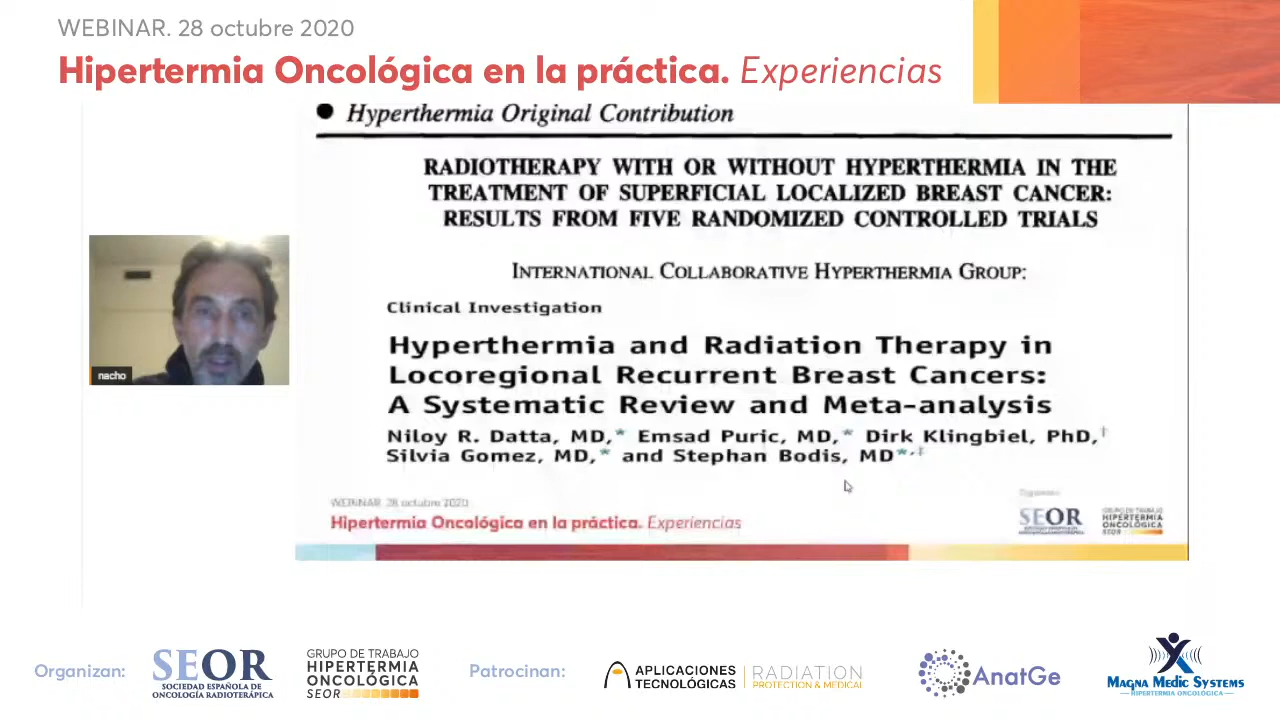 WEBINAR. 28 octubre 2020
Hipertermia Oncológica en la práctica. Experiencias
● Hyperthermia Original Contribution
RADIOTHERAPY WITH OR WITHOUT HYPERTHERMIA IN THE
TREATMENT OF SUPERFICIAL LOCALIZED BREAST CANCER:
RESULTS FROM FIVE RANDOMIZED CONTROLLED TRIALS
INTERNATIONAL COLLABORATIVE HYPERTHERMIA GROUP:
Clinical Investigation
Hyperthermia and Radiation Therapy in
Locoregional Recurrent Breast Cancers:
A Systematic Review and Meta-analysis
Niloy R. Datta, MD,* Emsad Puric, MD,* Dirk Klingbiel, PhD,†
Silvia Gomez, MD,* and Stephan Bodis, MD*,‡
nacho
WEBINAR. 28 octubre 2020
Hipertermia Oncológica en la práctica. Experiencias
SEOR
GRUPO DE TRABAJO
HIPERTERMIA
ONCOLÓGICA
SEOR
Organizan:
SEOR
SOCIEDAD ESPAÑOLA DE
ONCOLOGÍA RADIOTERÁPICA
GRUPO DE TRABAJO
HIPERTERMIA
ONCOLÓGICA
SEOR
Patrocinan:
APLICACIONES
TECNOLÓGICAS
RADIATION
PROTECTION & MEDICAL
AnatGe
MAGNA MEDIC SYSTEMS
HIPERTERMIA ONCOLÓGICA